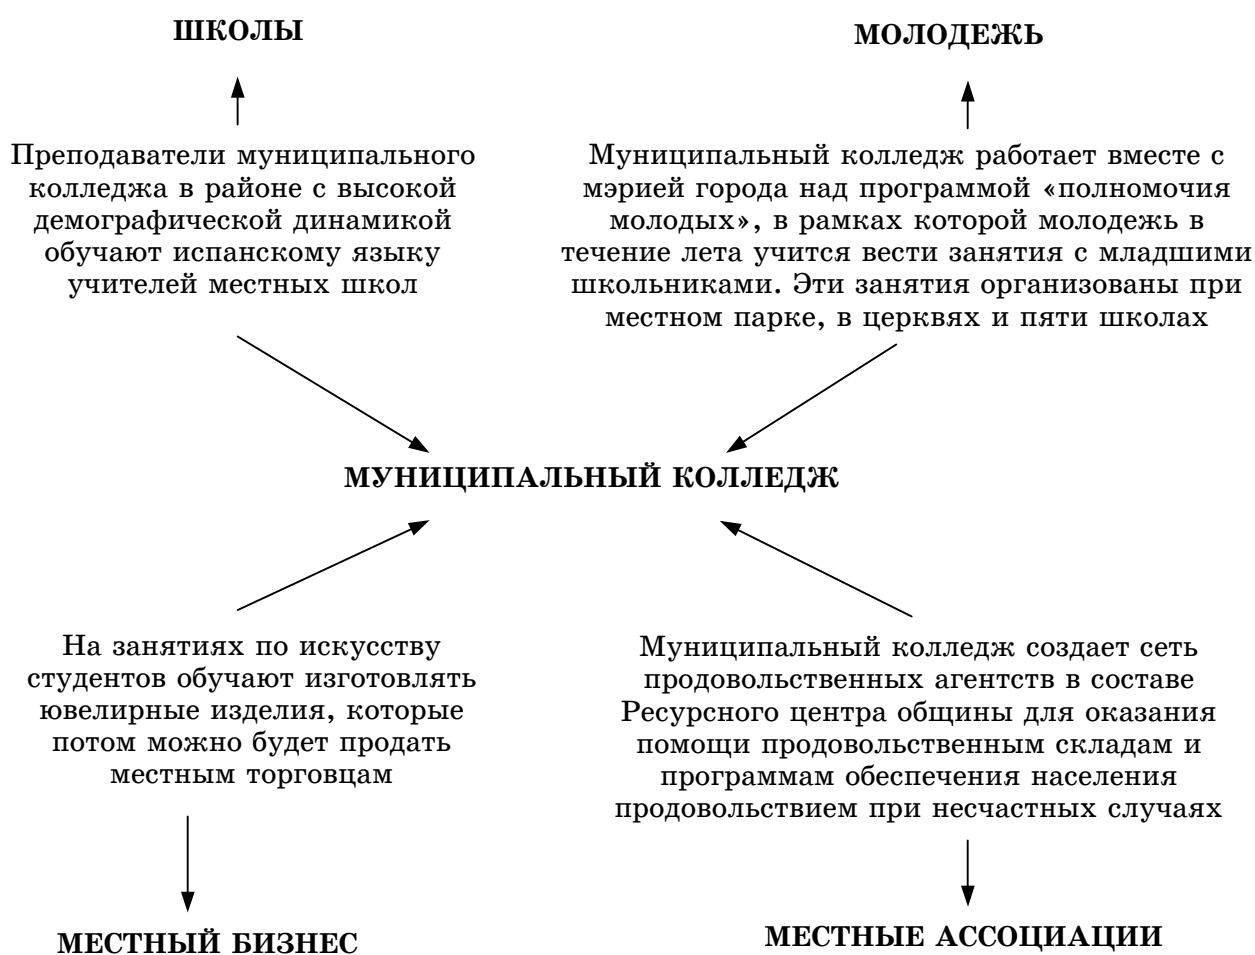 ШКОЛЫ
МОЛОДЕЖЬ
Преподаватели муниципального
колледжа в районе с высокой
демографической динамикой
обучают испанскому языку
учителей местных школ
Муниципальный колледж работает вместе с
мэрией города над программой «полномочия
молодых», в рамках которой молодежь в
течение лета учится вести занятия с младшими
школьниками. Эти занятия организованы при
местном парке, в церквях и пяти школах
МУНИЦИПАЛЬНЫЙ КОЛЛЕДЖ
На занятиях по искусству
студентов обучают изготовлять
ювелирные изделия, которые
потом можно будет продать
местным торговцам
Муниципальный колледж создает сеть
продовольственных агентств в составе
Ресурсного центра общины для оказания
помощи продовольственным складам и
программам обеспечения населения
продовольствием при несчастных случаях
МЕСТНЫЙ БИЗНЕС
МЕСТНЫЕ АССОЦИАЦИИ